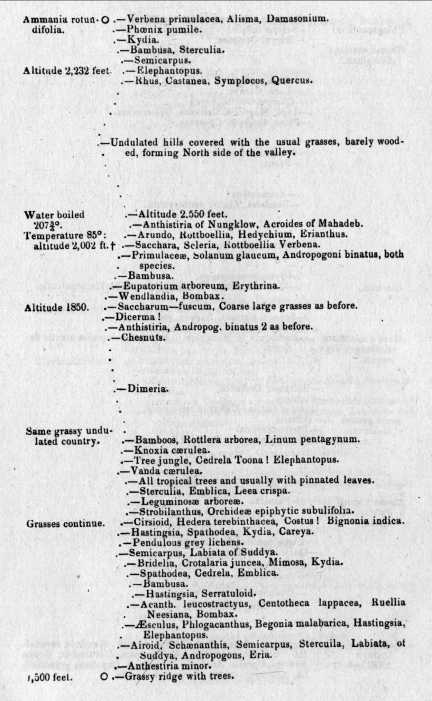 Ammania rotun- O .—Verbena primulacea, Alisma, Damasonium.
difolia. .—Phœnix pumile.
.—Kydia.
.—Bambusa, Sterculia.
.—Semicarpus.
Altitude 2,232 feet. .—Elephantopus.
.—Rhus, Castanea, Symplocos, Quercus.
.—Undulated hills covered with the usual grasses, barely wood-
ed, forming North side of the valley.
Water boiled .—Altitude 2.550 feet.
207¾°. .—Anthistiria of Nungklow, Acroides of Mahadeb.
Temperature 85°: .—Arundo, Rottboellia, Hedychium, Erianthus.
altitude 2,002 ft. † .—Sacchara, Scleria, Rottboellia Verbena.
.—Primulaceæ, Solanum glaucum, Andropogoni binatus, both
species.
.—Bambusa.
.—Eupatorium arboreum, Erythrina.
.—Wendlandia, Bombax.
Altitude 1850. .—Saccharum—fuscum, Coarse large grasses as before.
.—Dicerma !
.—Anthistiria, Andropog. binatus 2 as before.
.—Chesnuts.
.—Dimeria.
Same grassy undu-
lated country. .—Bamboos, Rottlera arborea, Linum pentagynum.
.—Knoxia cærulea.
.—Tree jungle, Cedrela Toona ! Elephantopus.
.—Vanda cærulea.
.—All tropical trees and usually with pinnated leaves.
.—Sterculia, Emblica, Leea crispa.
.—Leguminosæ arboreæ.
.—Strobilanthus, Orchideæ epiphytic subulifolia.
Grasses continue. .—Cirsioid, Hedera terebinthacea, Costus ! Bignonia indica.
.—Hastingsia, Spathodea, Kydia, Careya.
.—Pendulous grey lichens.
.—Semicarpus, Labiata of Suddya.
.—Bridelia, Crotalaria juncea, Mimosa, Kydia.
.—Spathodea, Cedrela, Emblica.
.—Bambusa.
.—Hastingsia, Serratuloid.
.—Acanth. leucostractyus, Centotheca lappacea, Ruellia
Neesiana, Bombax.
.—Æsculus, Phlogacanthus, Begonia malabarica, Hastingsia,
Elephantopus.
.—Airoid, Schœnanthis, Semicarpus, Stercuila, Labiata, of
Suddya, Andropogons, Eria.
.—Anthestiria minor.
1,500 feet. O .—Grassy ridge with trees.